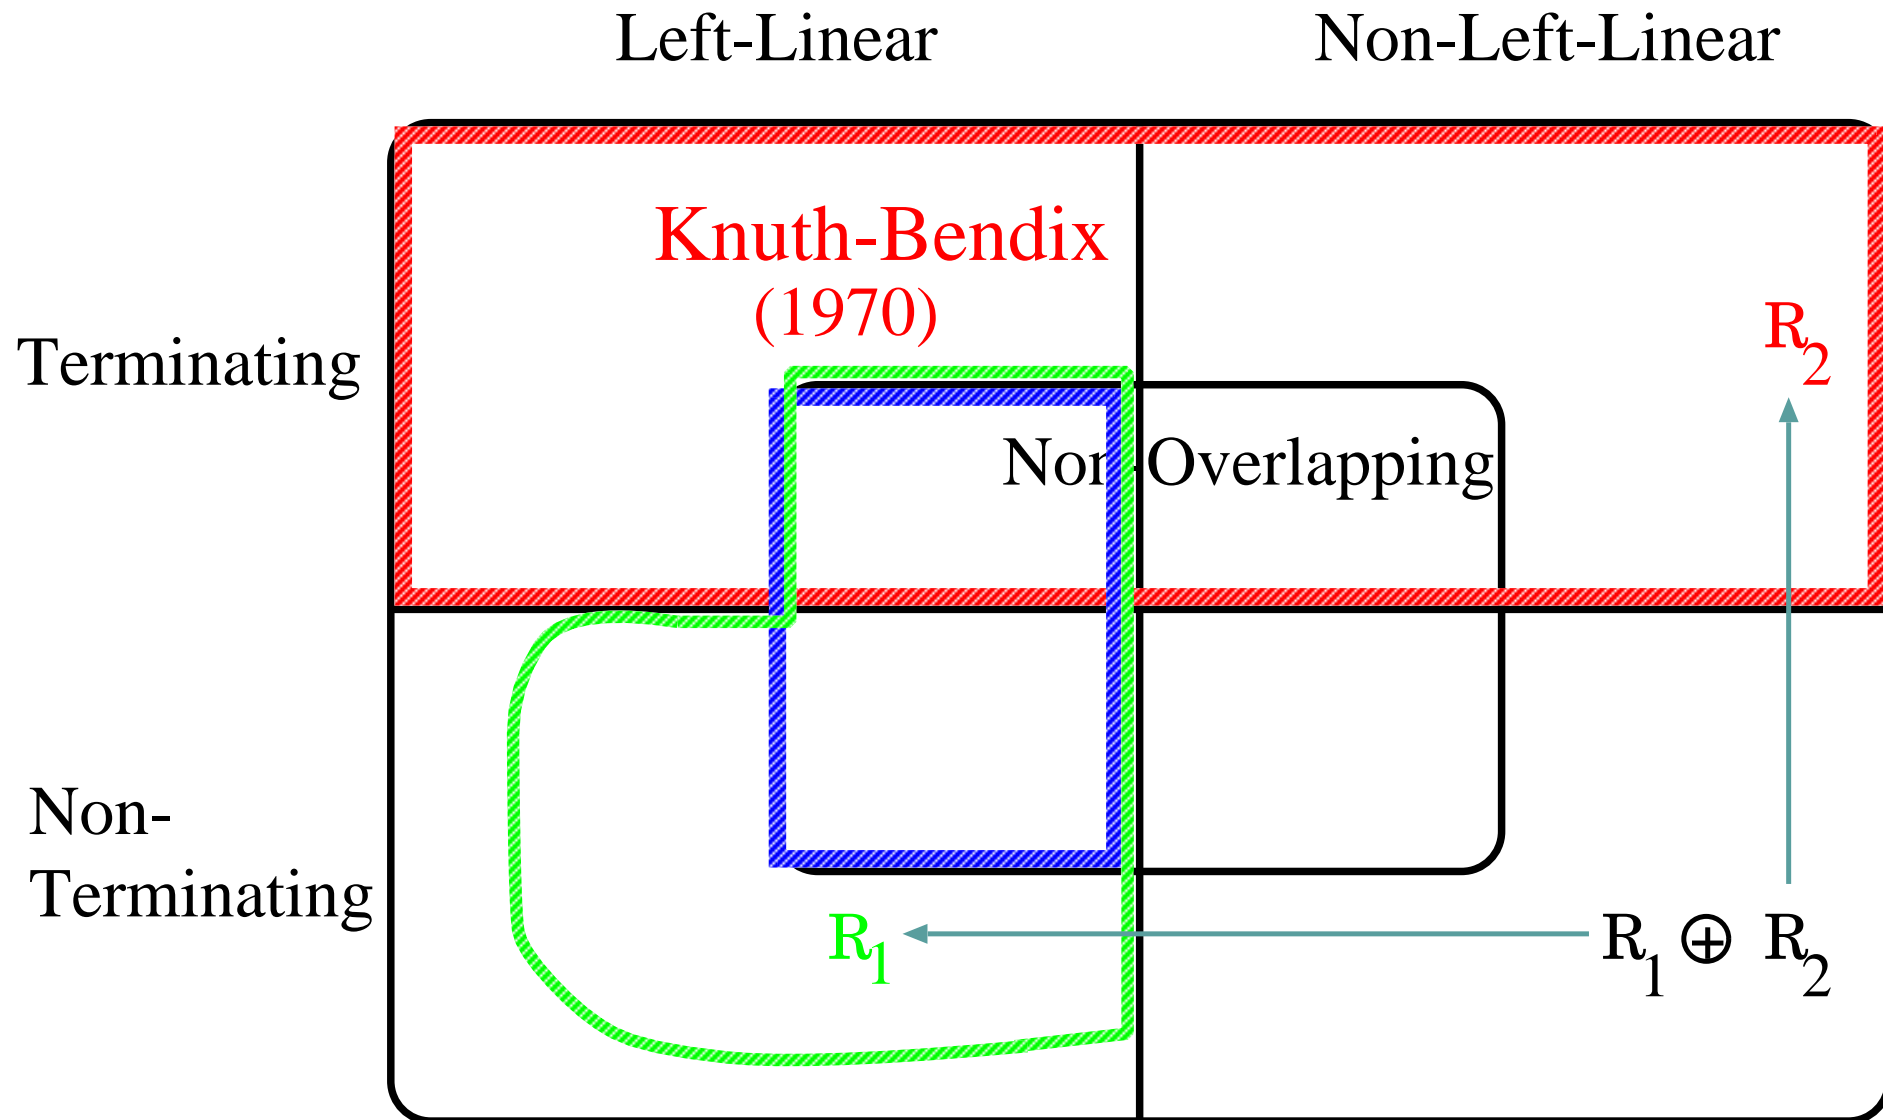 Left-Linear Non-Left-Linear
Knuth-Bendix
(1970)
R2
Terminating
Non-Overlapping
Non-
Terminating
R1 R1 ⊕ R2